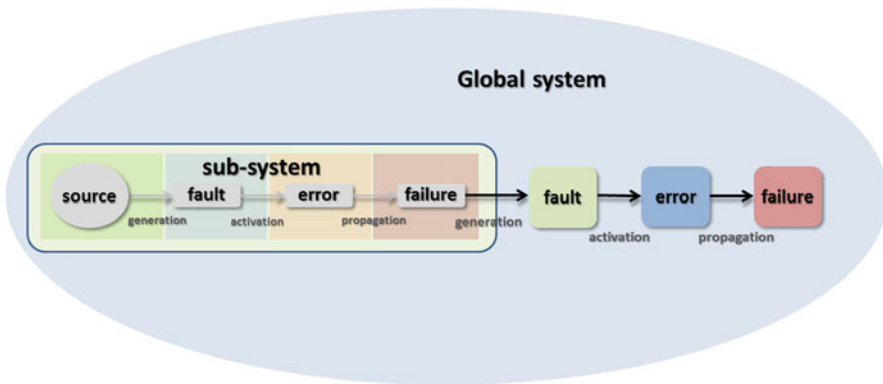 Global system
sub-system
source
fault
error
failure
generation
activation
propagation
generation
fault
error
failure
activation
propagation